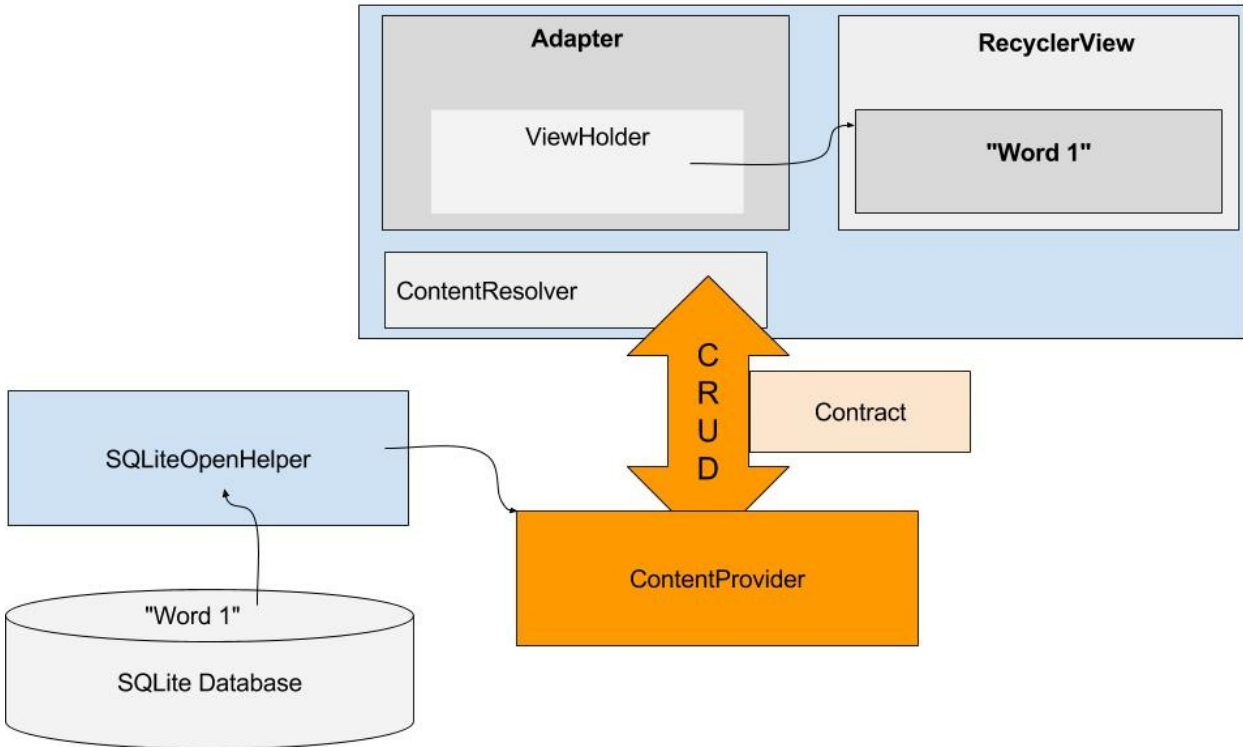 Adapter
RecyclerView
ViewHolder
"Word 1"
ContentResolver
C
R
U
D
Contract
SQLiteOpenHelper
ContentProvider
"Word 1"
SQLite Database